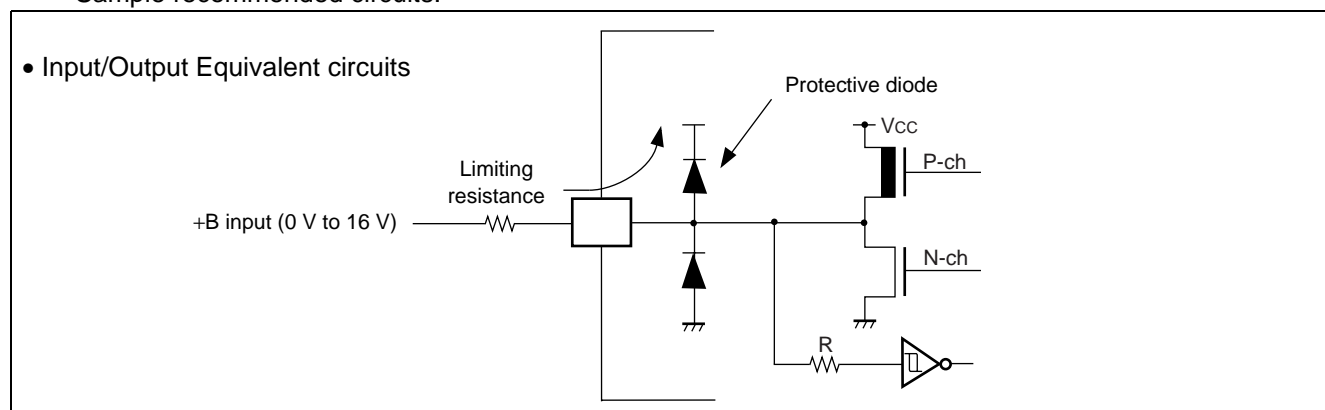 Sample recommended circuits:
• Input/Output Equivalent circuits
Protective diode
VCC
P-ch
Limiting
resistance
+B input (0 V to 16 V)
N-ch
R